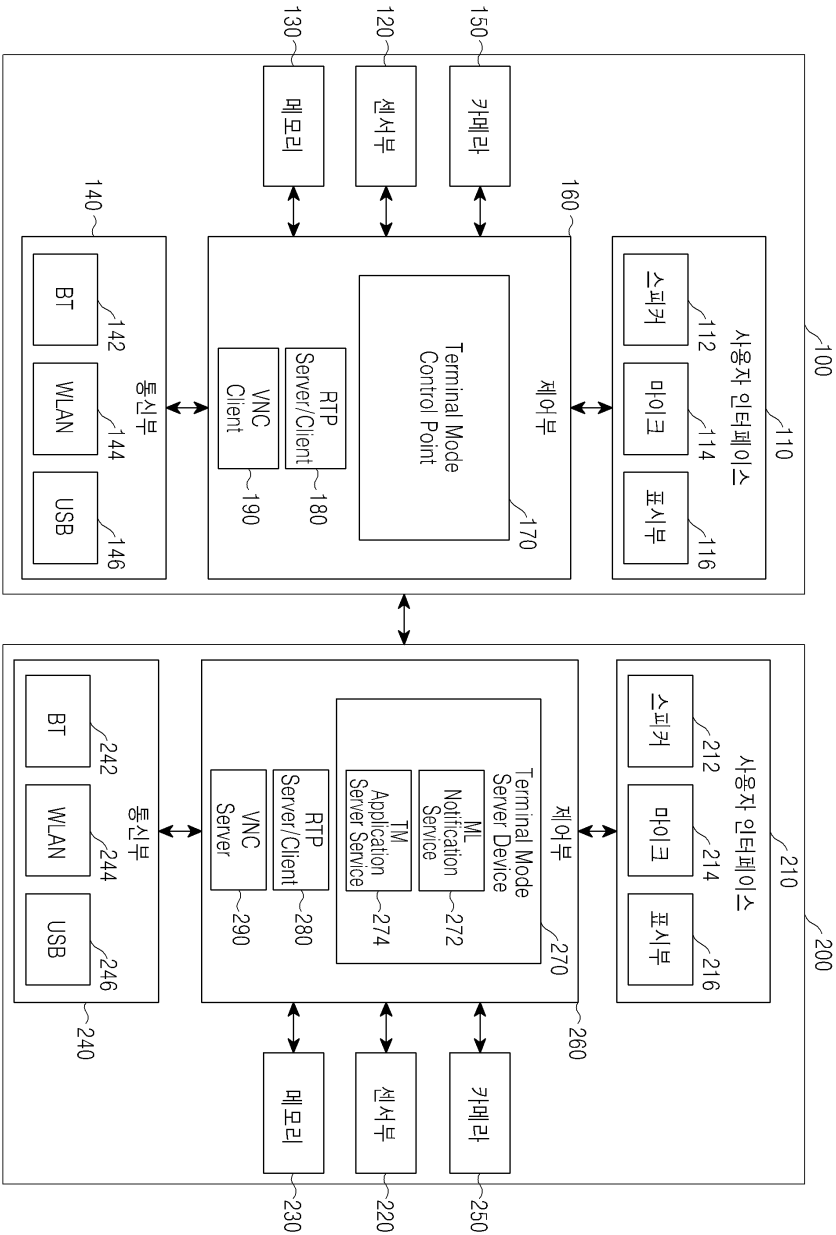 100
110
사용자 인터페이스
스피커
112
마이크
114
표시부
116
150
카메라
120
센서부
130
메모리
160
제어부
Terminal Mode
Control Point
170
RTP
Server/Client
180
VNC
Client
190
140
통신부
BT
142
WLAN
144
USB
146
200
210
사용자 인터페이스
스피커
212
마이크
214
표시부
216
제어부
260
Terminal Mode
Server Device
270
ML
Notification
Service
272
TM
Application
Server Service
274
RTP
Server/Client
280
VNC
Server
290
카메라
250
센서부
220
메모리
230
통신부
240
BT
242
WLAN
244
USB
246